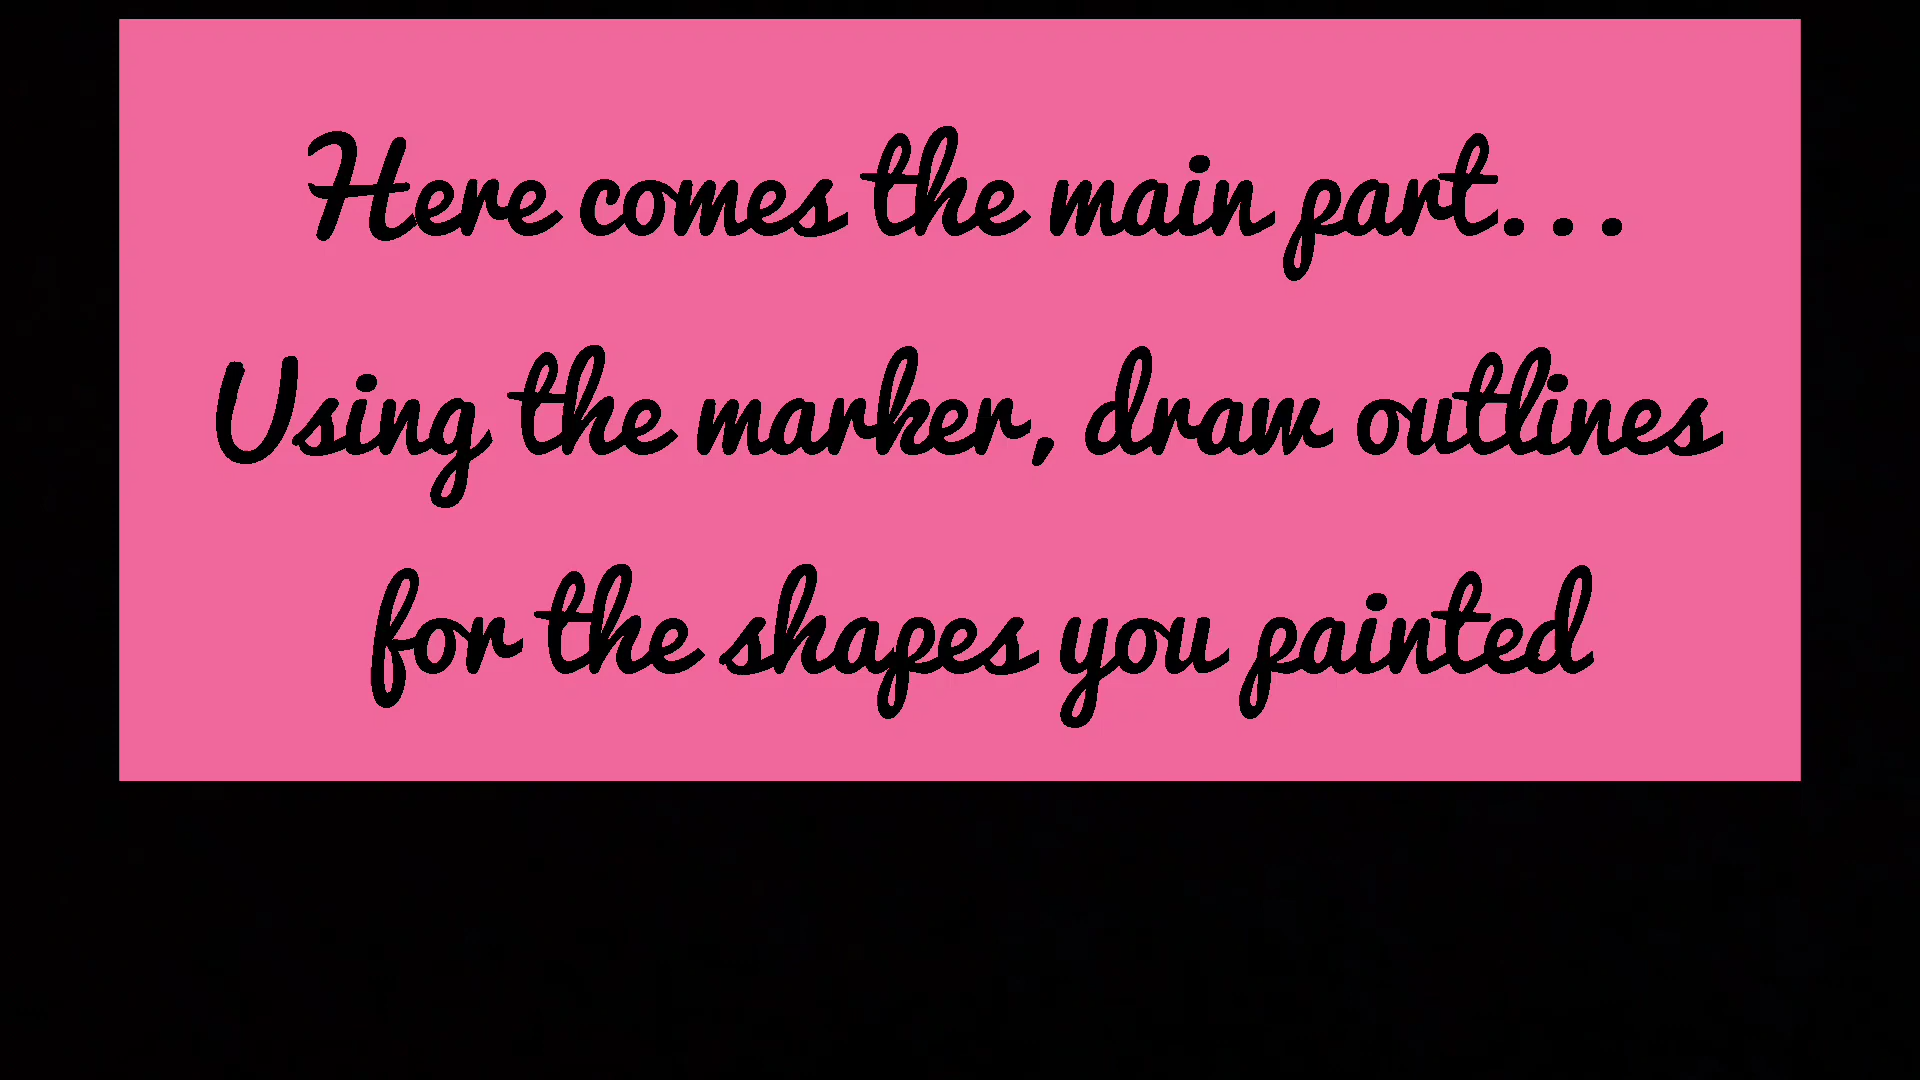 Here comes the main part...
Using the marker, draw outlines
for the shapes you painted